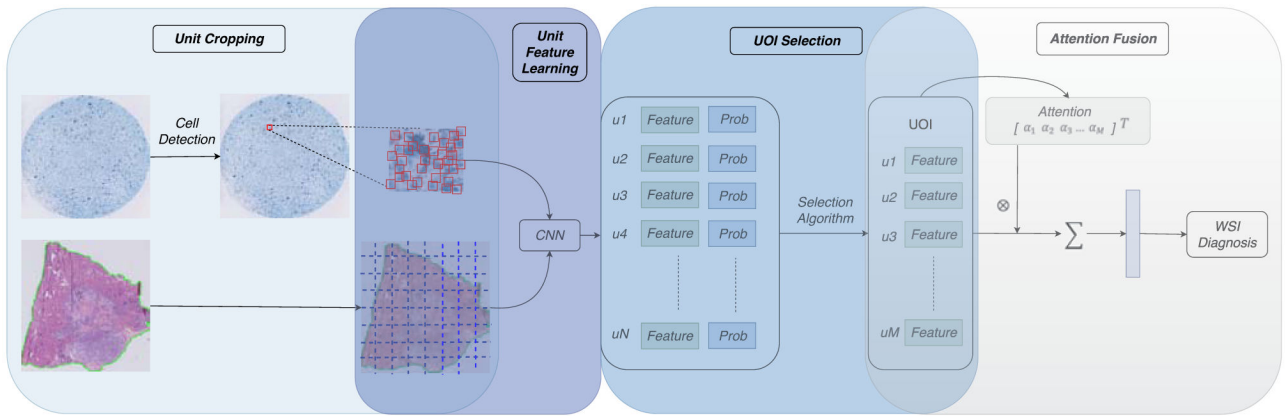 Unit Cropping
Unit
Feature
Learning
UOI Selection
Attention Fusion
Cell
Detection
CNN
u1 Feature Prob
u2 Feature Prob
u3 Feature Prob
u4 Feature Prob
uN Feature Prob
Selection
Algorithm
UOI
u1 Feature
u2 Feature
u3 Feature
uM Feature
Attention
[ α1 α2 α3 ... αM ] T
⊗
Σ
WSI
Diagnosis